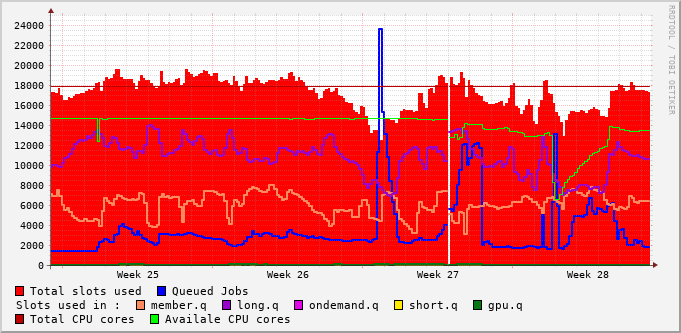 24000
22000
20000
18000
16000
14000
12000
10000
8000
6000
4000
2000
0
Week 25 Week 26 Week 27 Week 28
Total slots used Queued Jobs
Slots used in : member.q long.q ondemand.q short.q gpu.q
Total CPU cores Availale CPU cores
RRDTOOL / TOBI OETIKER